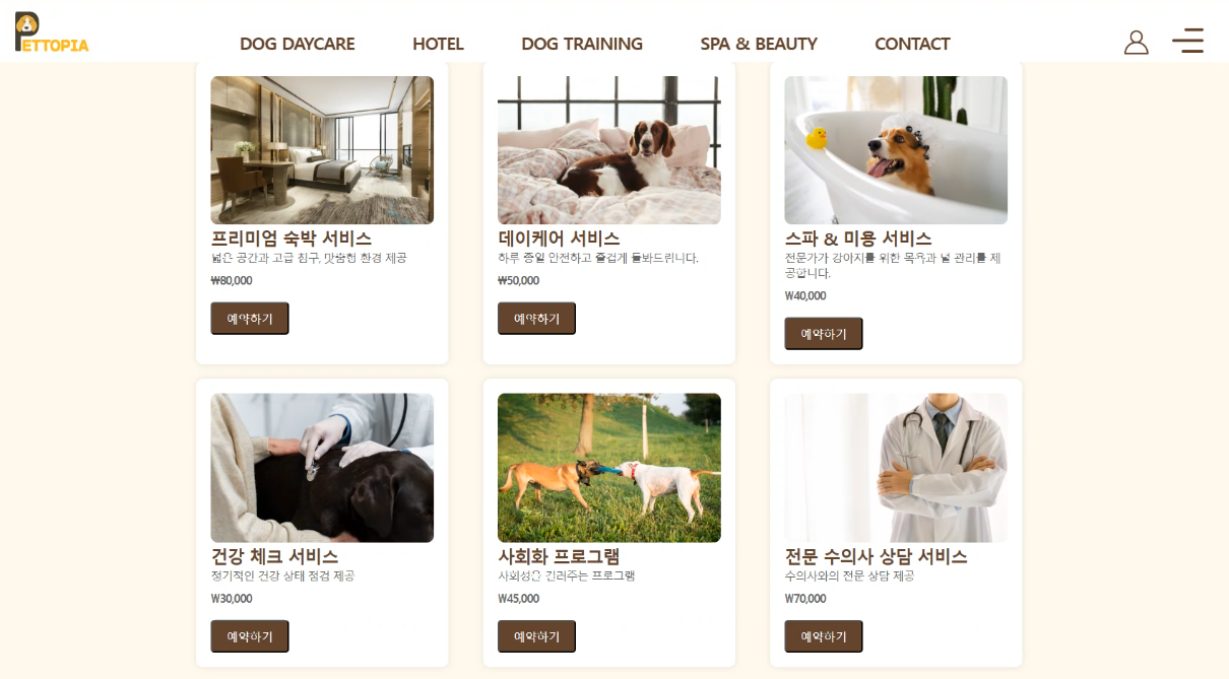 PETTOPIA
DOG DAYCARE HOTEL DOG TRAINING SPA & BEAUTY CONTACT
프리미엄 숙박 서비스
넓은 공간과 고급 침구, 맞춤형 환경 제공
₩80,000
예약하기
데이케어 서비스
하루 종일 안전하고 즐겁게 돌봐드립니다.
₩50,000
예약하기
스파 & 미용 서비스
전문가가 강아지를 위한 목욕과 털 관리를 제
공합니다.
₩40,000
예약하기
건강 체크 서비스
정기적인 건강 상태 점검 제공
₩30,000
예약하기
사회화 프로그램
사회성을 길러주는 프로그램
₩45,000
예약하기
전문 수의사 상담 서비스
수의사와의 전문 상담 제공
₩70,000
예약하기